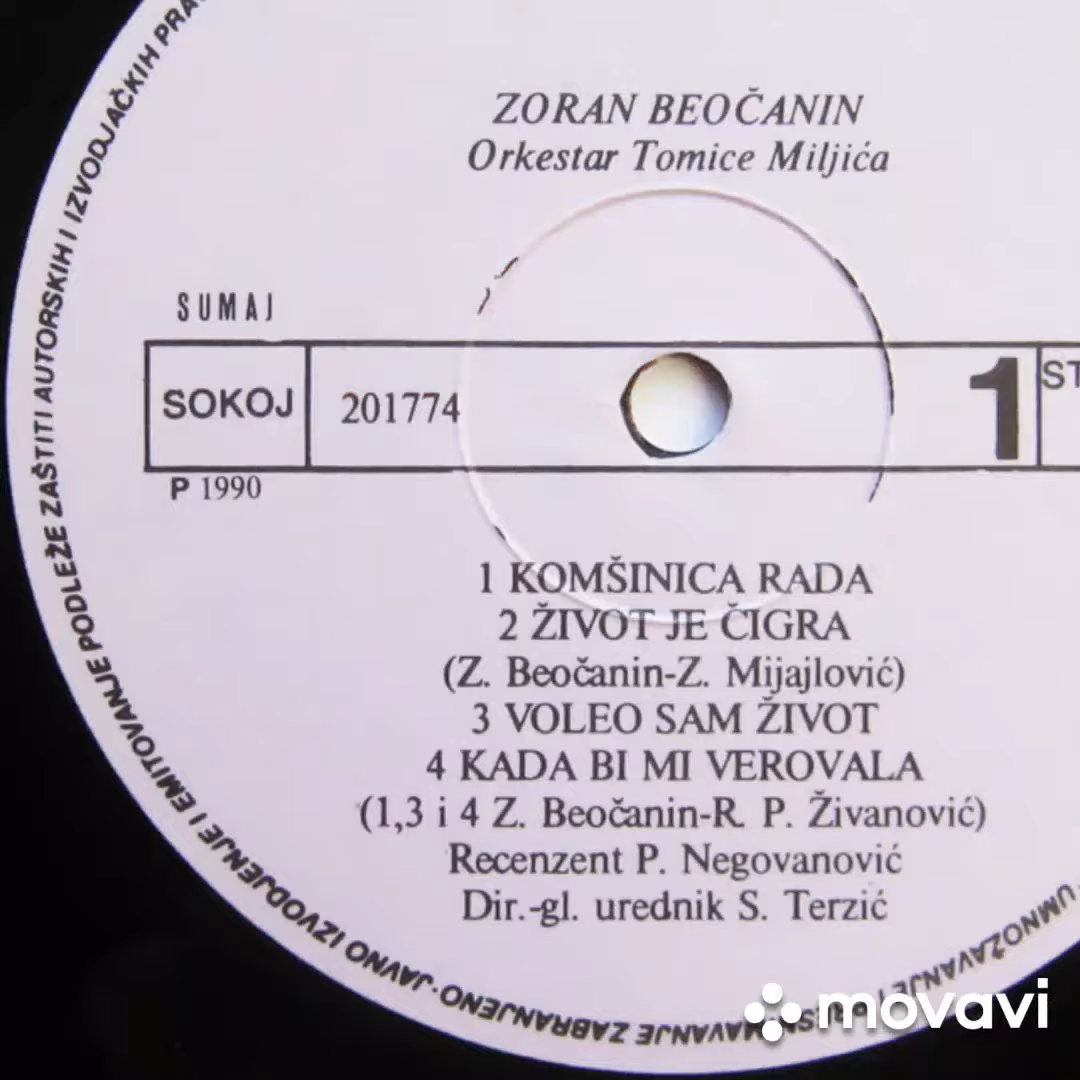 ZORAN BEOČANIN
Orkestar Tomice Miljića
SUMAJ
SOKOJ
201774
1
ST
P 1990
1 KOMŠINICA RADA
2 ŽIVOT JE ČIGRA
(Z. Beočanin-Z. Mijajlović)
3 VOLEO SAM ŽIVOT
4 KADA BI MI VEROVALA
(1,3 i 4 Z. Beočanin-R. P. Živanović)
Recenzent P. Negovanović
Dir.-gl. urednik S. Terzić
UMNOŽAVANJE I PRESNIMAVANJE ZABRANJENO·JAVNO IZVODJENJE I EMITOVANJE PODLEŽE ZAŠTITI AUTORSKIH I IZVODJAČKIH PRA
movavi